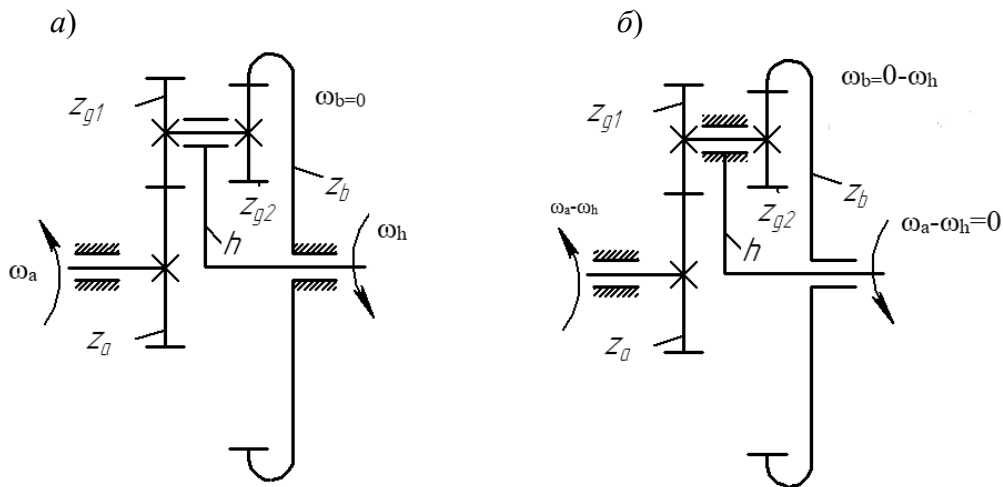 а)
z_g1
ω_b=0
z_b
z_g2
h
ω_a
ω_h
z_a
б)
z_g1
ω_b=0-ω_h
z_b
z_g2
h
ω_a-ω_h
ω_a-ω_h=0
z_a